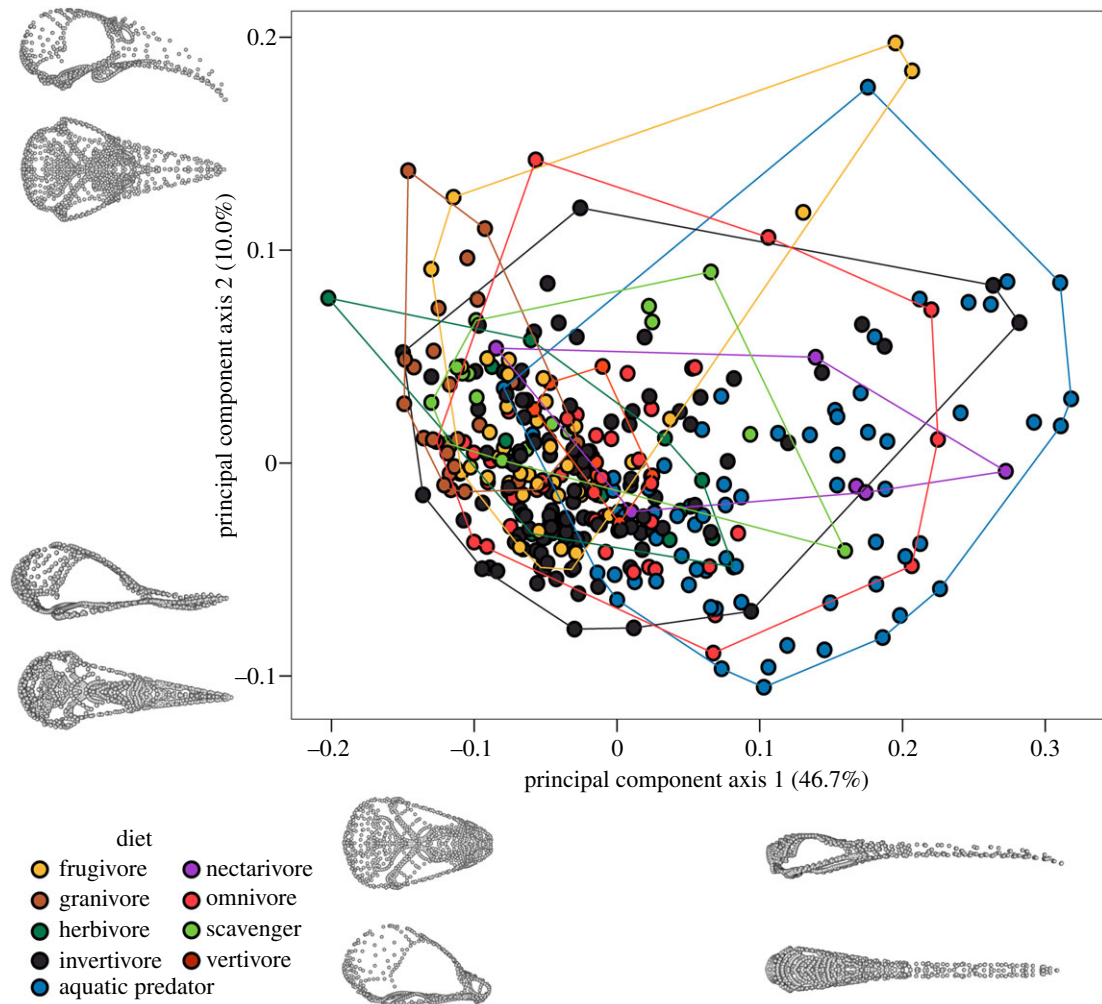 0.2
0.1
0
–0.1
principal component axis 2 (10.0%)
–0.2 –0.1 0 0.1 0.2 0.3
principal component axis 1 (46.7%)
diet
frugivore nectarivore
granivore omnivore
herbivore scavenger
invertivore vertivore
aquatic predator